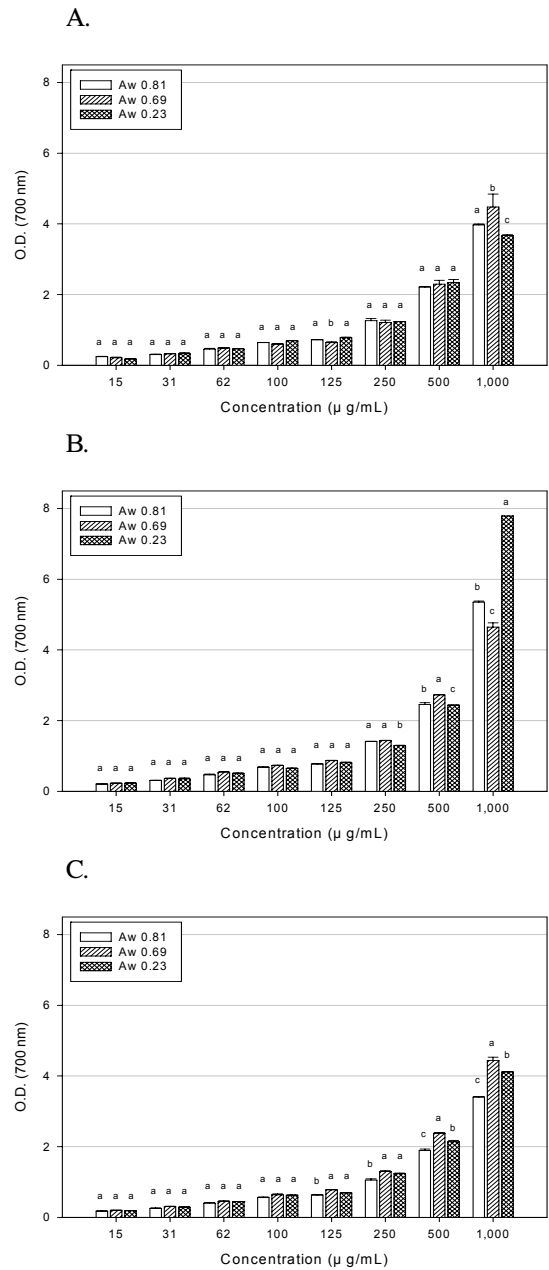 A.
8
6
4
2
0
O.D. (700 nm)
Aw 0.81
Aw 0.69
Aw 0.23
a a a
a a a
a a a
a a a
a b a
a a a
a a a
a b c
15 31 62 100 125 250 500 1,000
Concentration (µ g/mL)
B.
8
6
4
2
0
O.D. (700 nm)
Aw 0.81
Aw 0.69
Aw 0.23
a a a
a a a
a a a
a a a
a a a
a a b
b a c
b c a
15 31 62 100 125 250 500 1,000
Concentration (µ g/mL)
C.
8
6
4
2
0
O.D. (700 nm)
Aw 0.81
Aw 0.69
Aw 0.23
a a a
a a a
a a a
a a a
b a a
b a a
c a b
c a b
15 31 62 100 125 250 500 1,000
Concentration (µ g/mL)